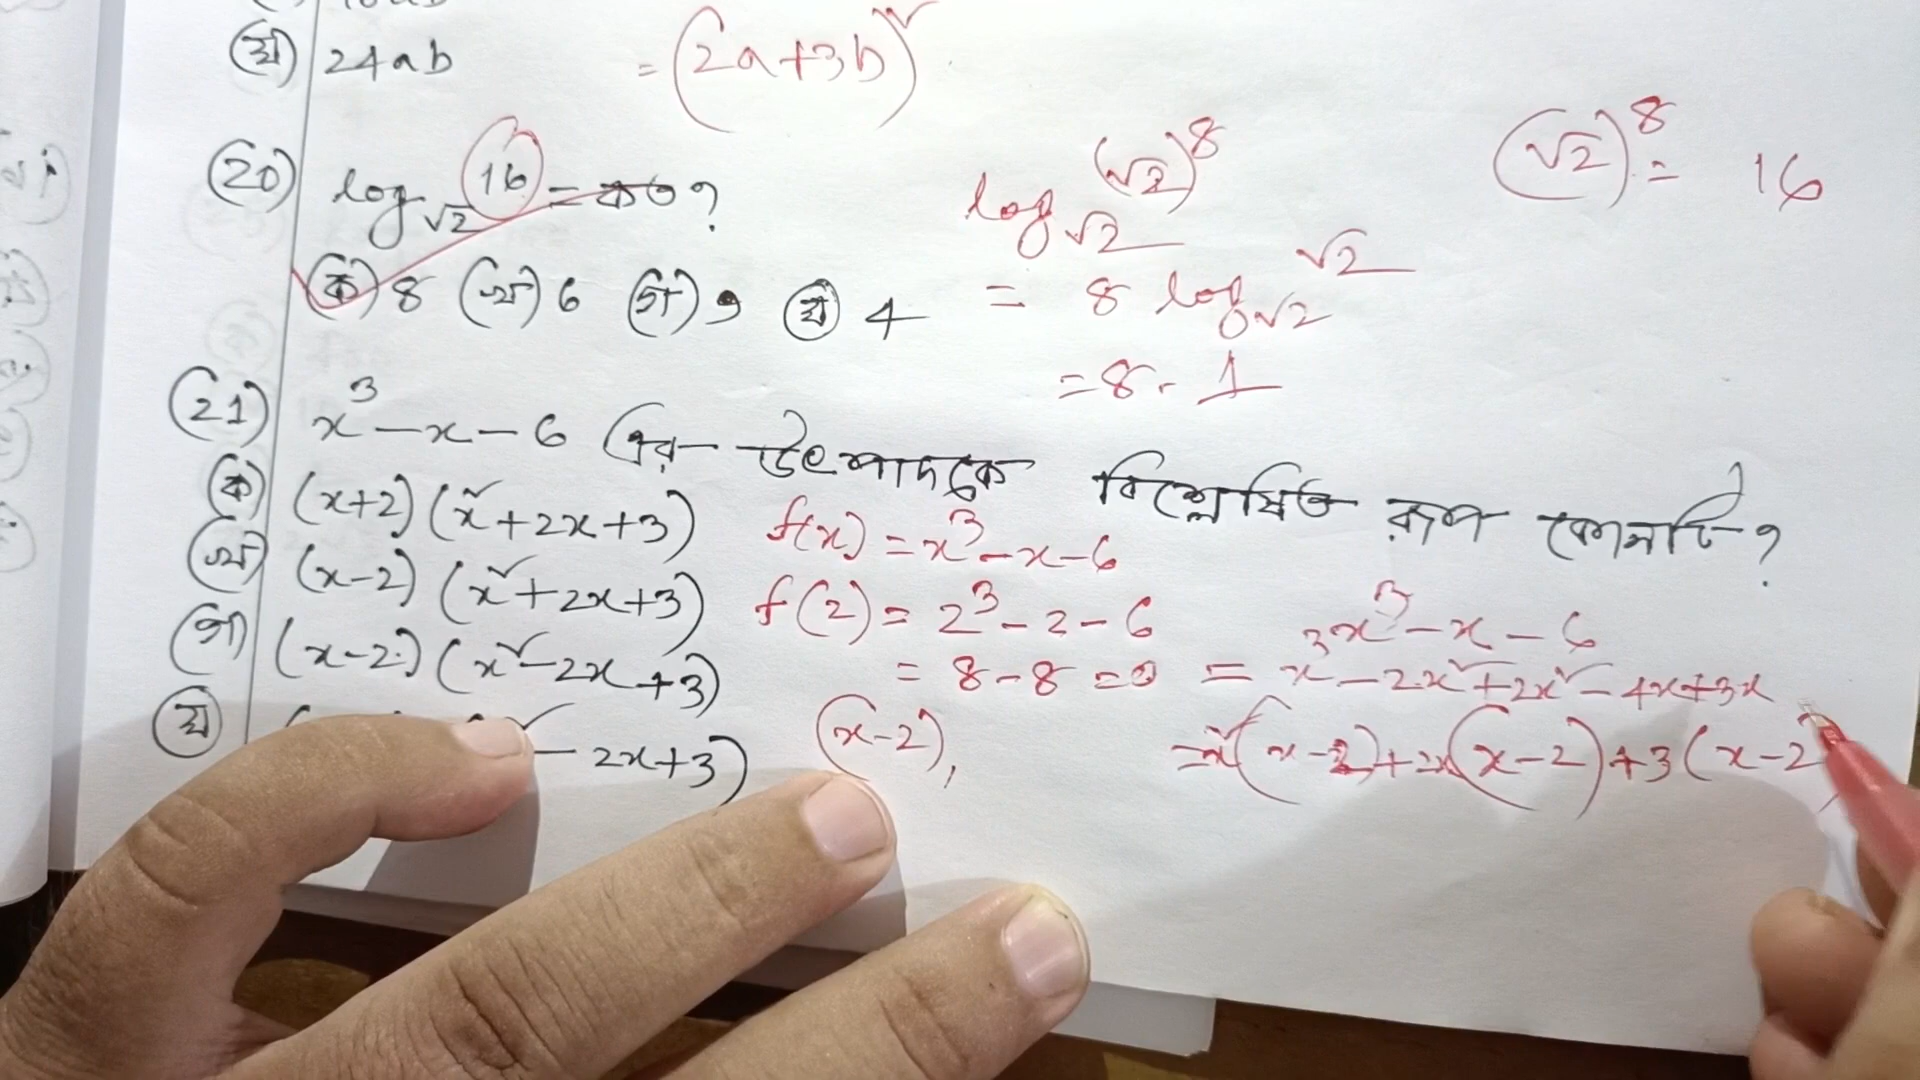 (ঘ) 24ab = (2a+3b)²
(20) log√2 16 = কত?
(ক) 8 (খ) 6 (গ) 9 (ঘ) 4
log√2 (√2)⁸
= 8 log√2 √2
= 8. 1
(√2)⁸ = 16
(21) x³-x-6 এর উৎপাদকে বিশ্লেষিত রূপ কোনটি?
(ক) (x+2)(x²+2x+3)
(খ) (x-2)(x²+2x+3)
(গ) (x-2)(x²-2x+3)
(ঘ) - 2x+3)
f(x) = x³-x-6
f(2) = 2³-2-6
= 8-8=0
(x-2),
x³-x-6
= x³-2x²+2x²-4x+3x
=x²(x-2)+2x(x-2)+3(x-2